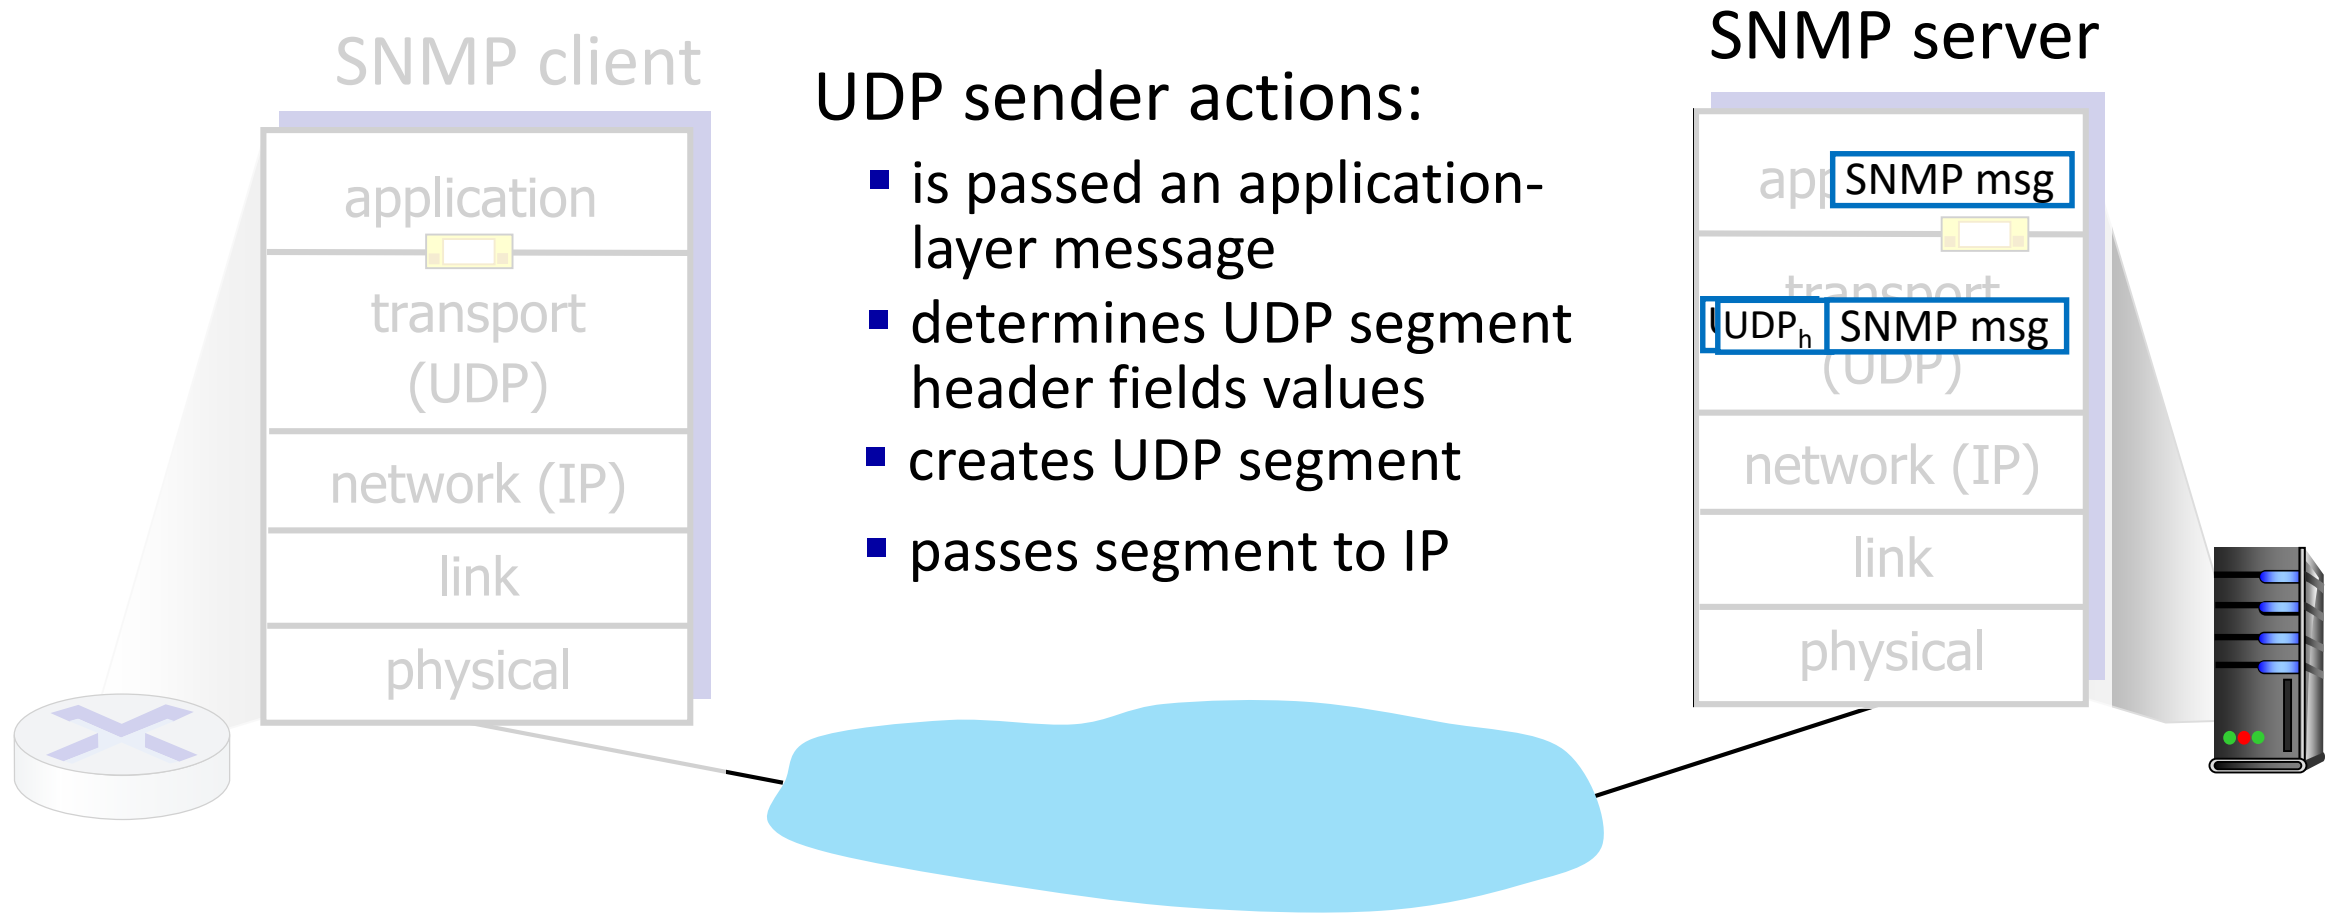 SNMP client
application
transport
(UDP)
network (IP)
link
physical
UDP sender actions:
is passed an application-
layer message
determines UDP segment
header fields values
creates UDP segment
passes segment to IP
SNMP server
SNMP msg
transport
UDPh SNMP msg
(UDP)
network (IP)
link
physical